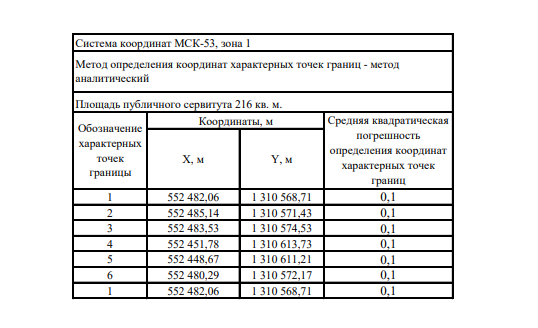 Система координат МСК-53, зона 1
Метод определения координат характерных точек границ - метод
аналитический
Площадь публичного сервитута 216 кв. м.
Обозначение характерных точек границы
Координаты, м
Средняя квадратическая погрешность определения координат характерных точек границ
X, м Y, м
1 552 482,06 1 310 568,71 0,1
2 552 485,14 1 310 571,43 0,1
3 552 483,53 1 310 574,53 0,1
4 552 451,78 1 310 613,73 0,1
5 552 448,67 1 310 611,21 0,1
6 552 480,29 1 310 572,17 0,1
1 552 482,06 1 310 568,71 0,1